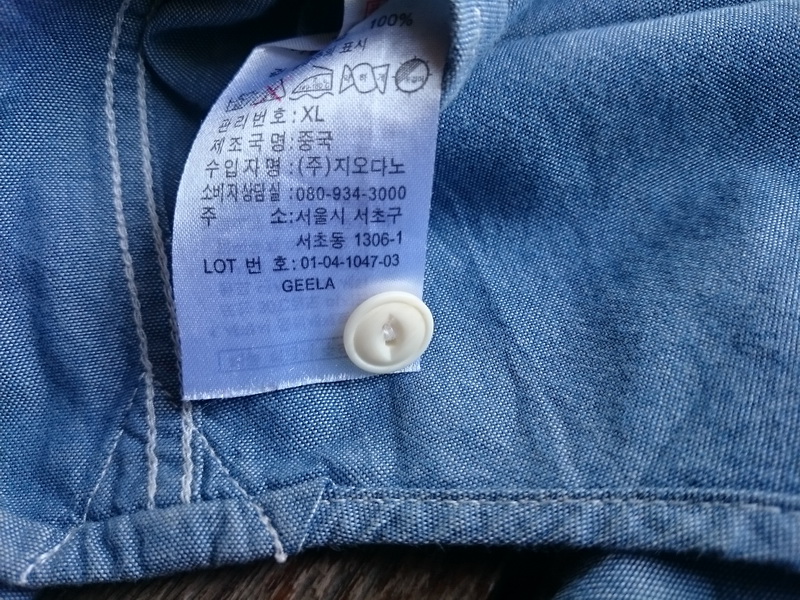 100%
표시
관리번호:XL
제조국명:중국
수입자명:(주)지오다노
소비자상담실:080-934-3000
주 소:서울시 서초구
서초동 1306-1
LOT 번 호:01-04-1047-03
GEELA